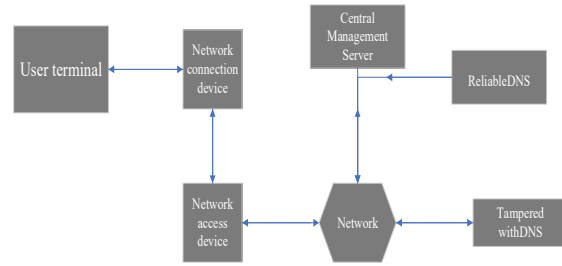 Central
Management
Server
User terminal
Network
connection
device
ReliableDNS
Network
access
device
Network
Tampered
withDNS